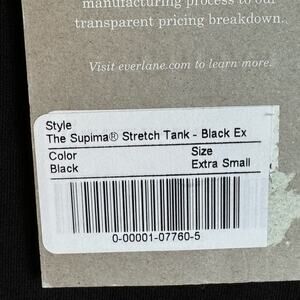 manufacturing process to our
transparent pricing breakdown.
Visit everlane.com to learn more.
Style
The Supima® Stretch Tank - Black Ex
Color Size
Black Extra Small
0-00001-07760-5